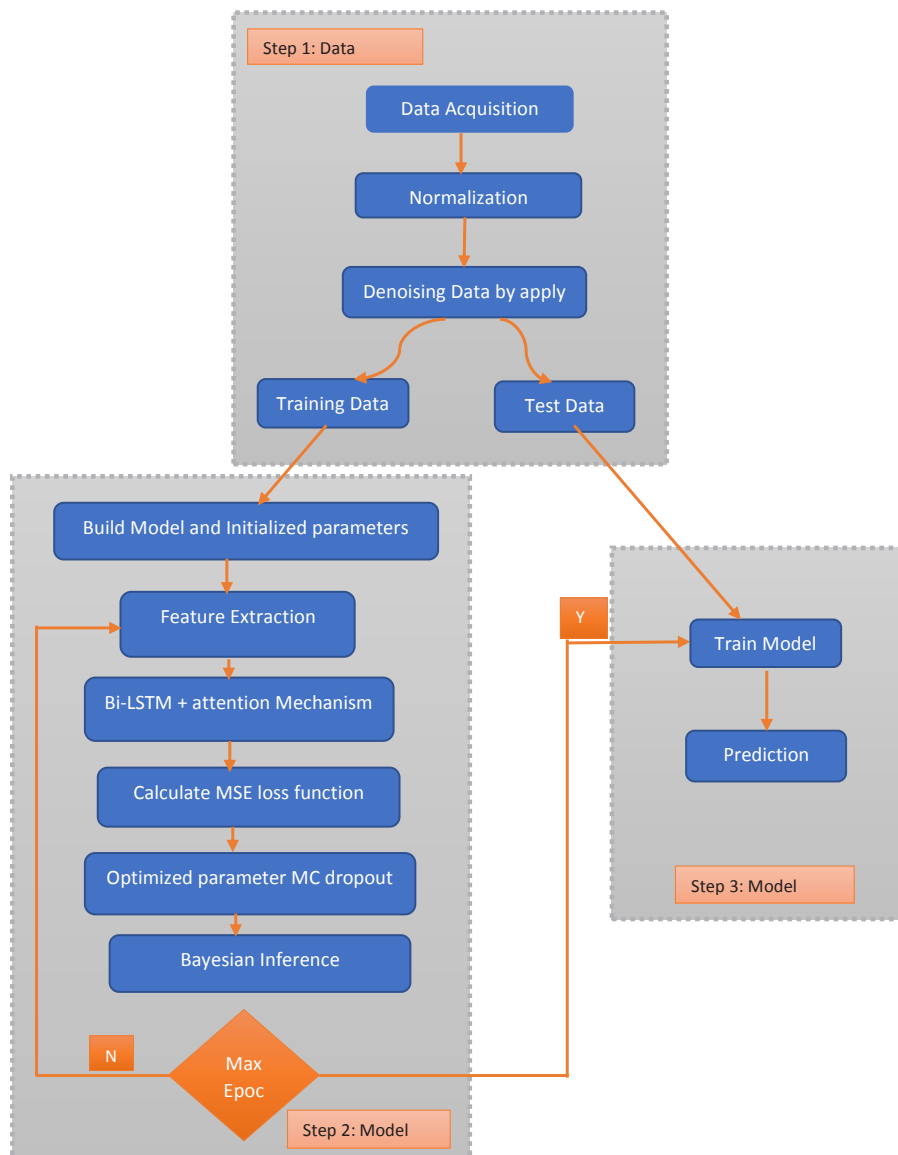 Step 1: Data
Data Acquisition
Normalization
Denoising Data by apply
Training Data
Test Data
Build Model and Initialized parameters
Feature Extraction
Bi-LSTM + attention Mechanism
Calculate MSE loss function
Optimized parameter MC dropout
Bayesian Inference
N
Max
Epoc
Step 2: Model
Y
Train Model
Prediction
Step 3: Model